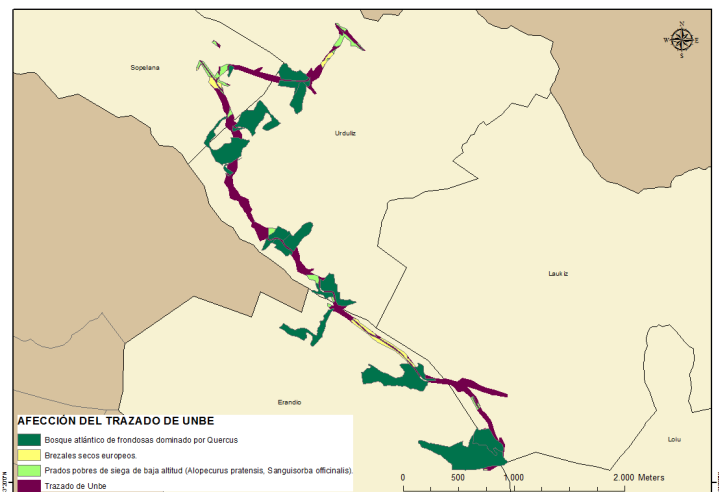 N
W E
S
Sopelana
Urduliz
Laukiz
Erandio
Loiu
AFECCIÓN DEL TRAZADO DE UNBE
Bosque atlántico de frondosas dominado por Quercus
Brezales secos europeos.
Prados pobres de siega de baja altitud (Alopecurus pratensis, Sanguisorba officinalis).
Trazado de Unbe
0 500 1.000 2.000 Meters